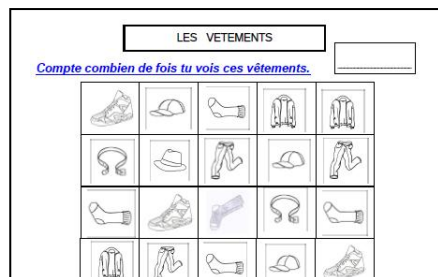 LES VETEMENTS
Compte combien de fois tu vois ces vêtements.